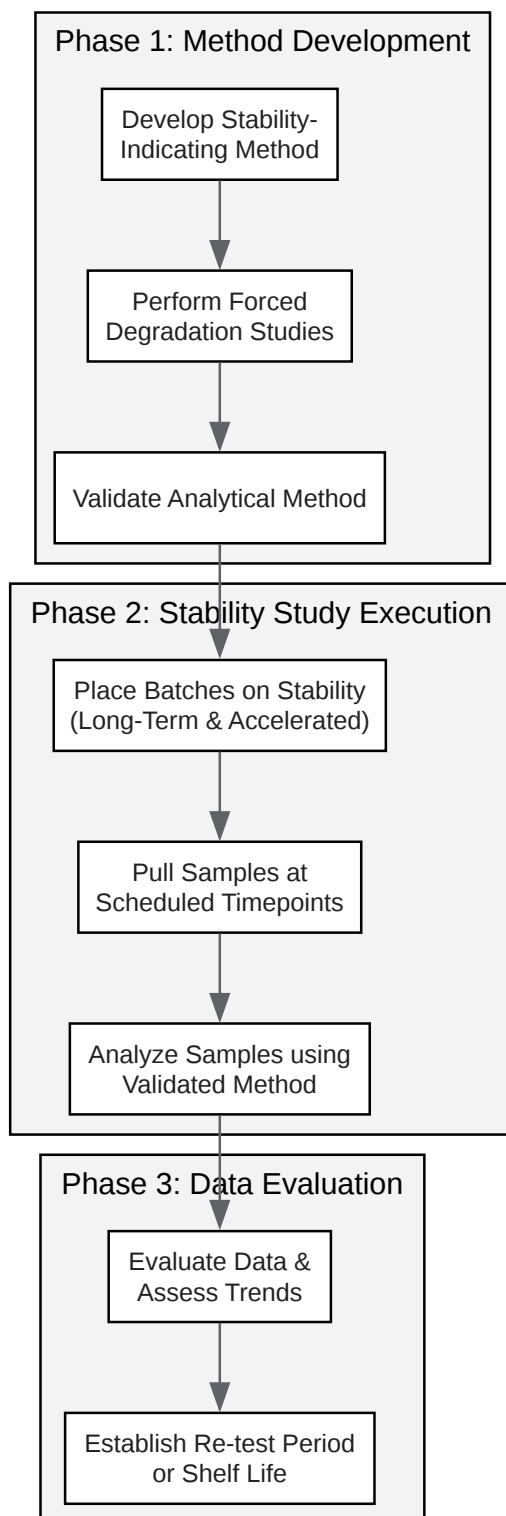 Phase 1: Method Development
Develop Stability-
Indicating Method
Perform Forced
Degradation Studies
Validate Analytical Method
Phase 2: Stability Study Execution
Place Batches on Stability
(Long-Term & Accelerated)
Pull Samples at
Scheduled Timepoints
Analyze Samples using
Validated Method
Phase 3: Data Evaluation
Evaluate Data &
Assess Trends
Establish Re-test Period
or Shelf Life